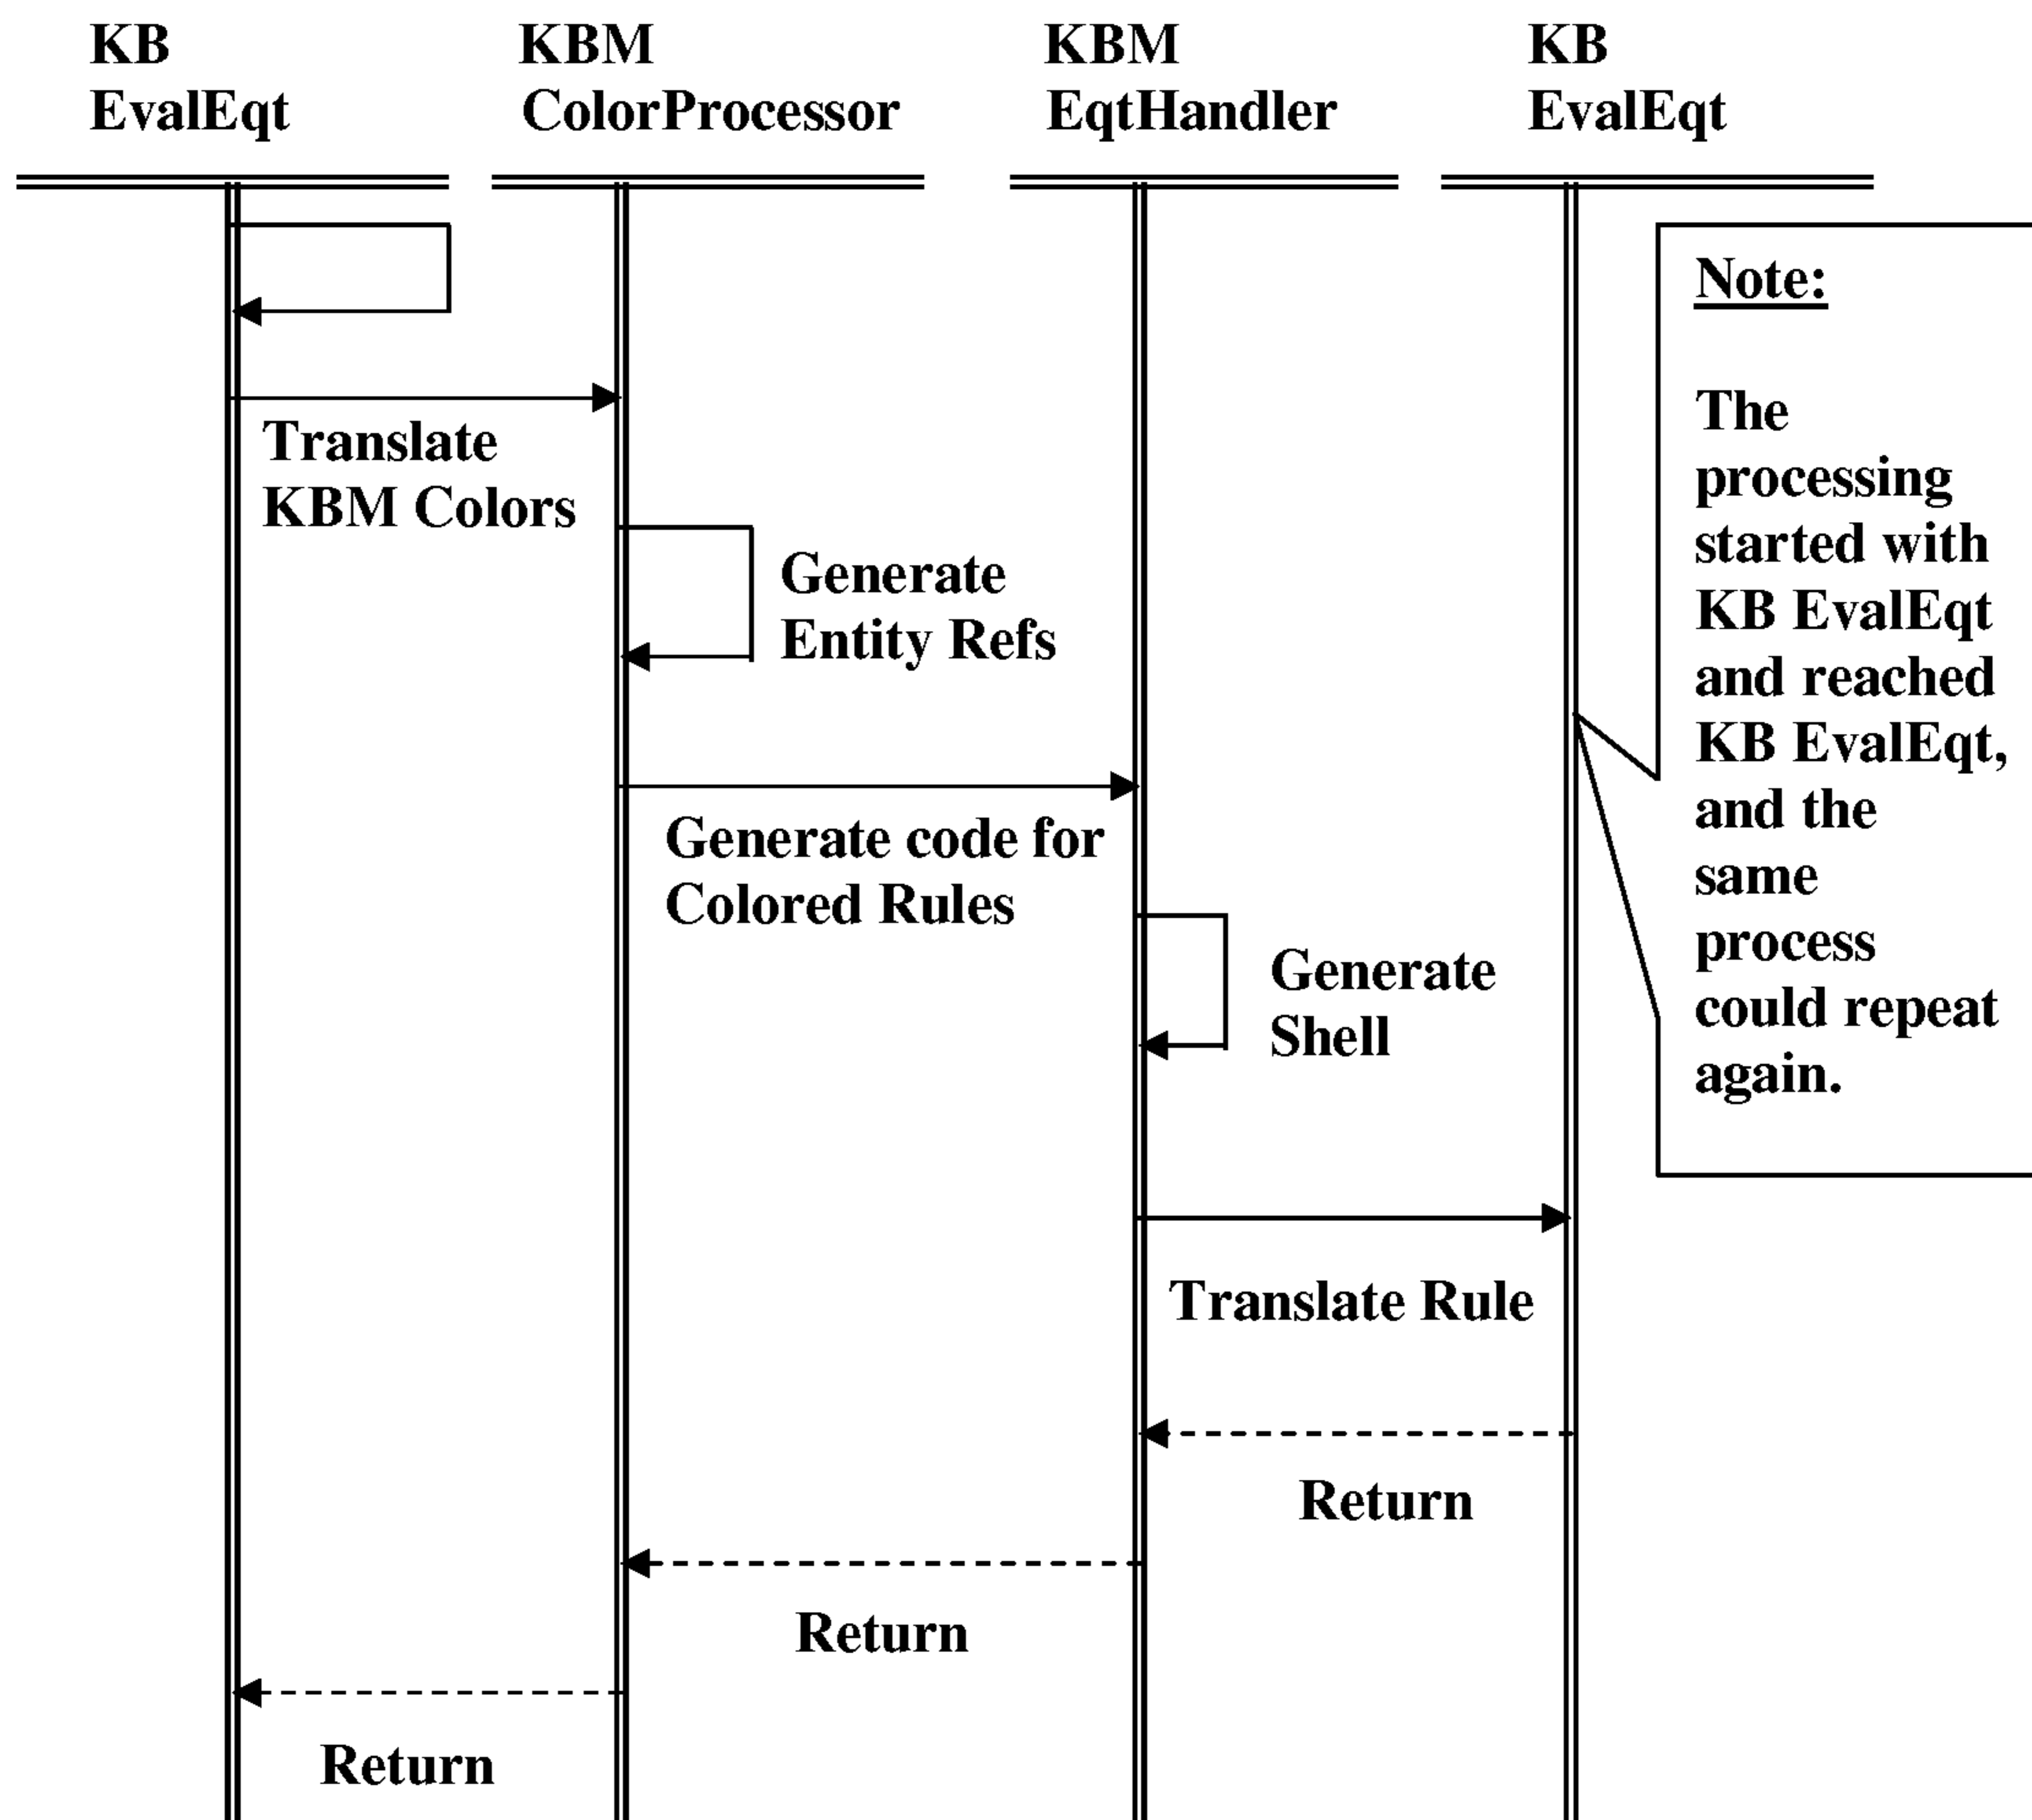 KB
EvalEqt
KBM
ColorProcessor
KBM
EqtHandler
KB
EvalEqt
Note:
The
processing
started with
KB EvalEqt
and reached
KB EvalEqt,
and the
same
process
could repeat
again.
Translate
KBM Colors
Generate
Entity Refs
Generate code for
Colored Rules
Generate
Shell
Translate Rule
Return
Return
Return